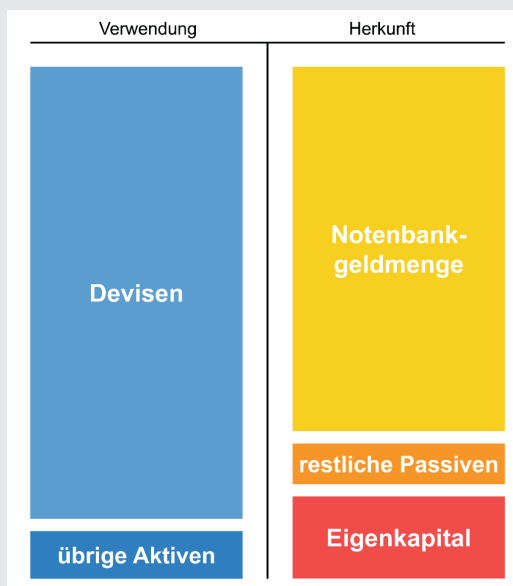 Verwendung
Herkunft
Devisen
übrige Aktiven
Notenbank-
geldmenge
restliche Passiven
Eigenkapital